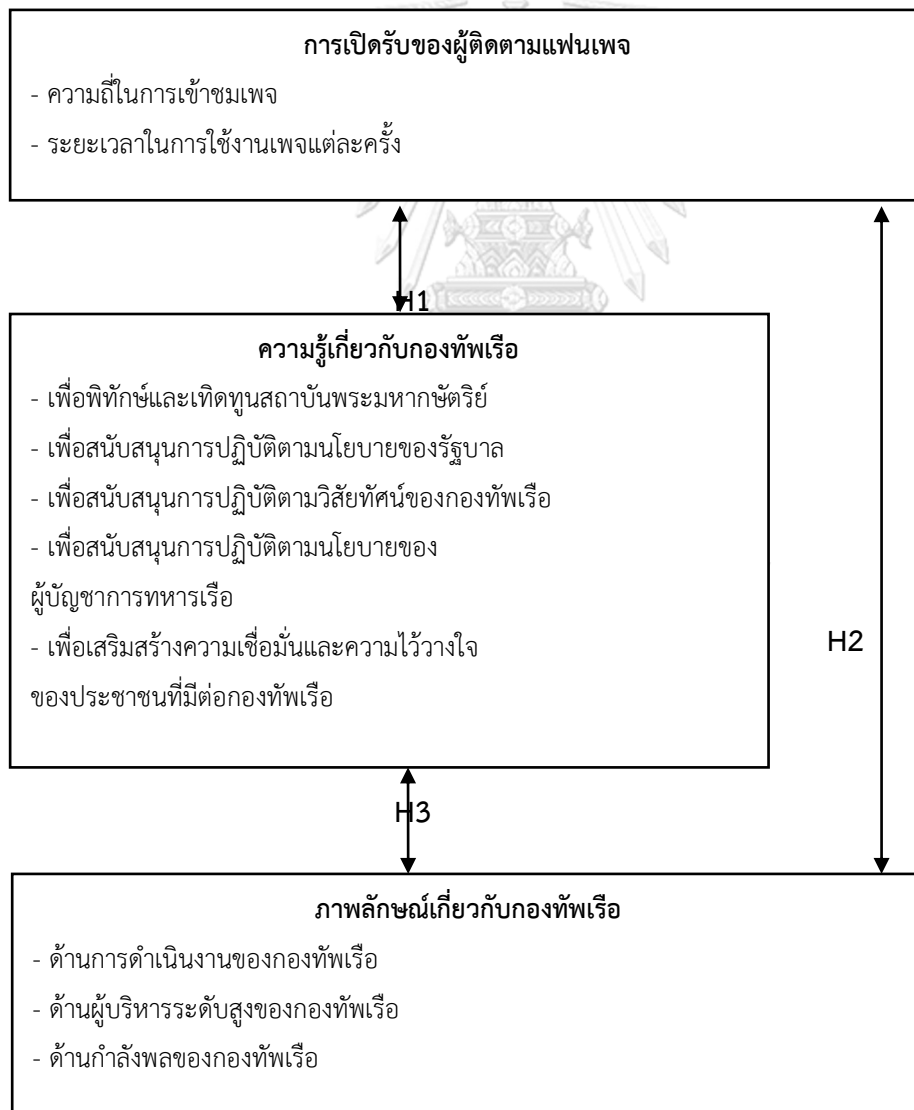 การเปิดรับของผู้ติดตามแฟนเพจ
- ความถี่ในการเข้าชมเพจ
- ระยะเวลาในการใช้งานเพจแต่ละครั้ง
H1
ความรู้เกี่ยวกับกองทัพเรือ
- เพื่อพิทักษ์และเทิดทูนสถาบันพระมหากษัตริย์
- เพื่อสนับสนุนการปฏิบัติตามนโยบายของรัฐบาล
- เพื่อสนับสนุนการปฏิบัติตามวิสัยทัศน์ของกองทัพเรือ
- เพื่อสนับสนุนการปฏิบัติตามนโยบายของ
ผู้บัญชาการทหารเรือ
- เพื่อเสริมสร้างความเชื่อมั่นและความไว้วางใจ
ของประชาชนที่มีต่อกองทัพเรือ
H2
H3
ภาพลักษณ์เกี่ยวกับกองทัพเรือ
- ด้านการดำเนินงานของกองทัพเรือ
- ด้านผู้บริหารระดับสูงของกองทัพเรือ
- ด้านกำลังพลของกองทัพเรือ